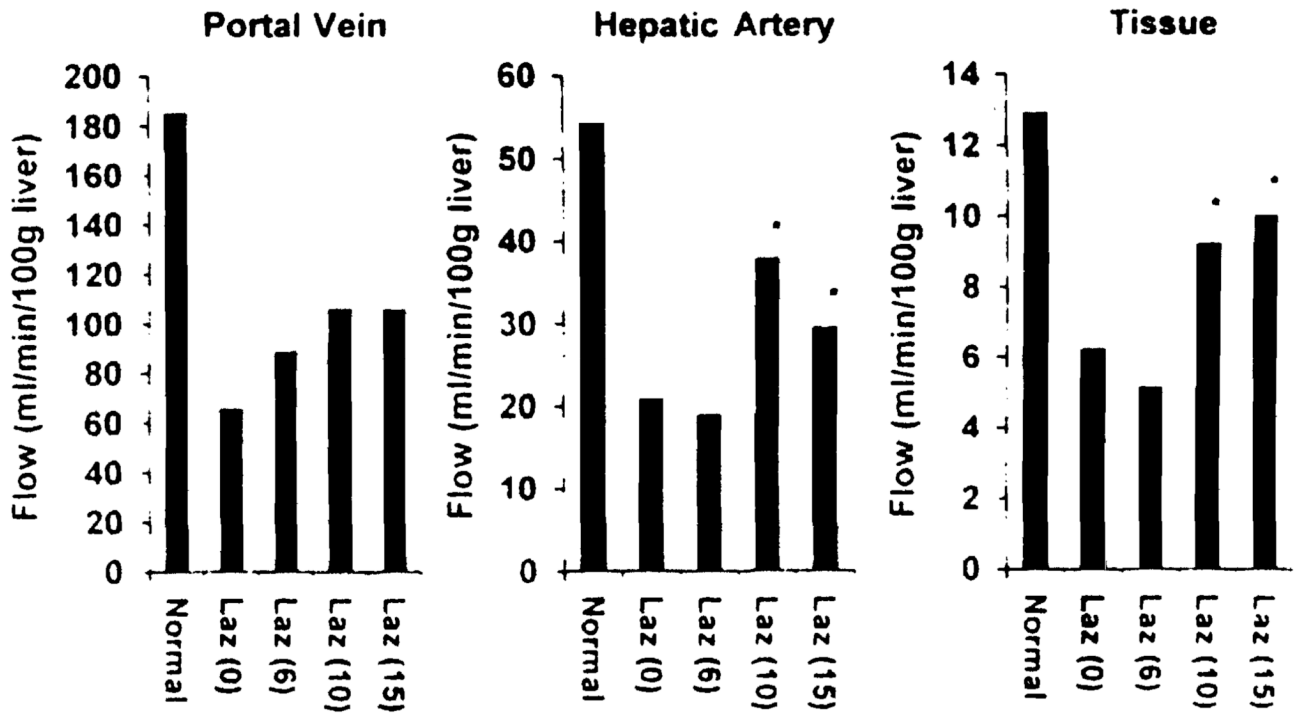 Portal Vein
Flow (ml/min/100g liver)
200
180
160
140
120
100
80
60
40
20
0
Normal
Laz (0)
Laz (6)
Laz (10)
Laz (15)
Hepatic Artery
Flow (ml/min/100g liver)
60
50
40
30
20
10
0
Normal
Laz (0)
Laz (6)
Laz (10)
Laz (15)
Tissue
Flow (ml/min/100g liver)
14
12
10
8
6
4
2
0
Normal
Laz (0)
Laz (6)
Laz (10)
Laz (15)